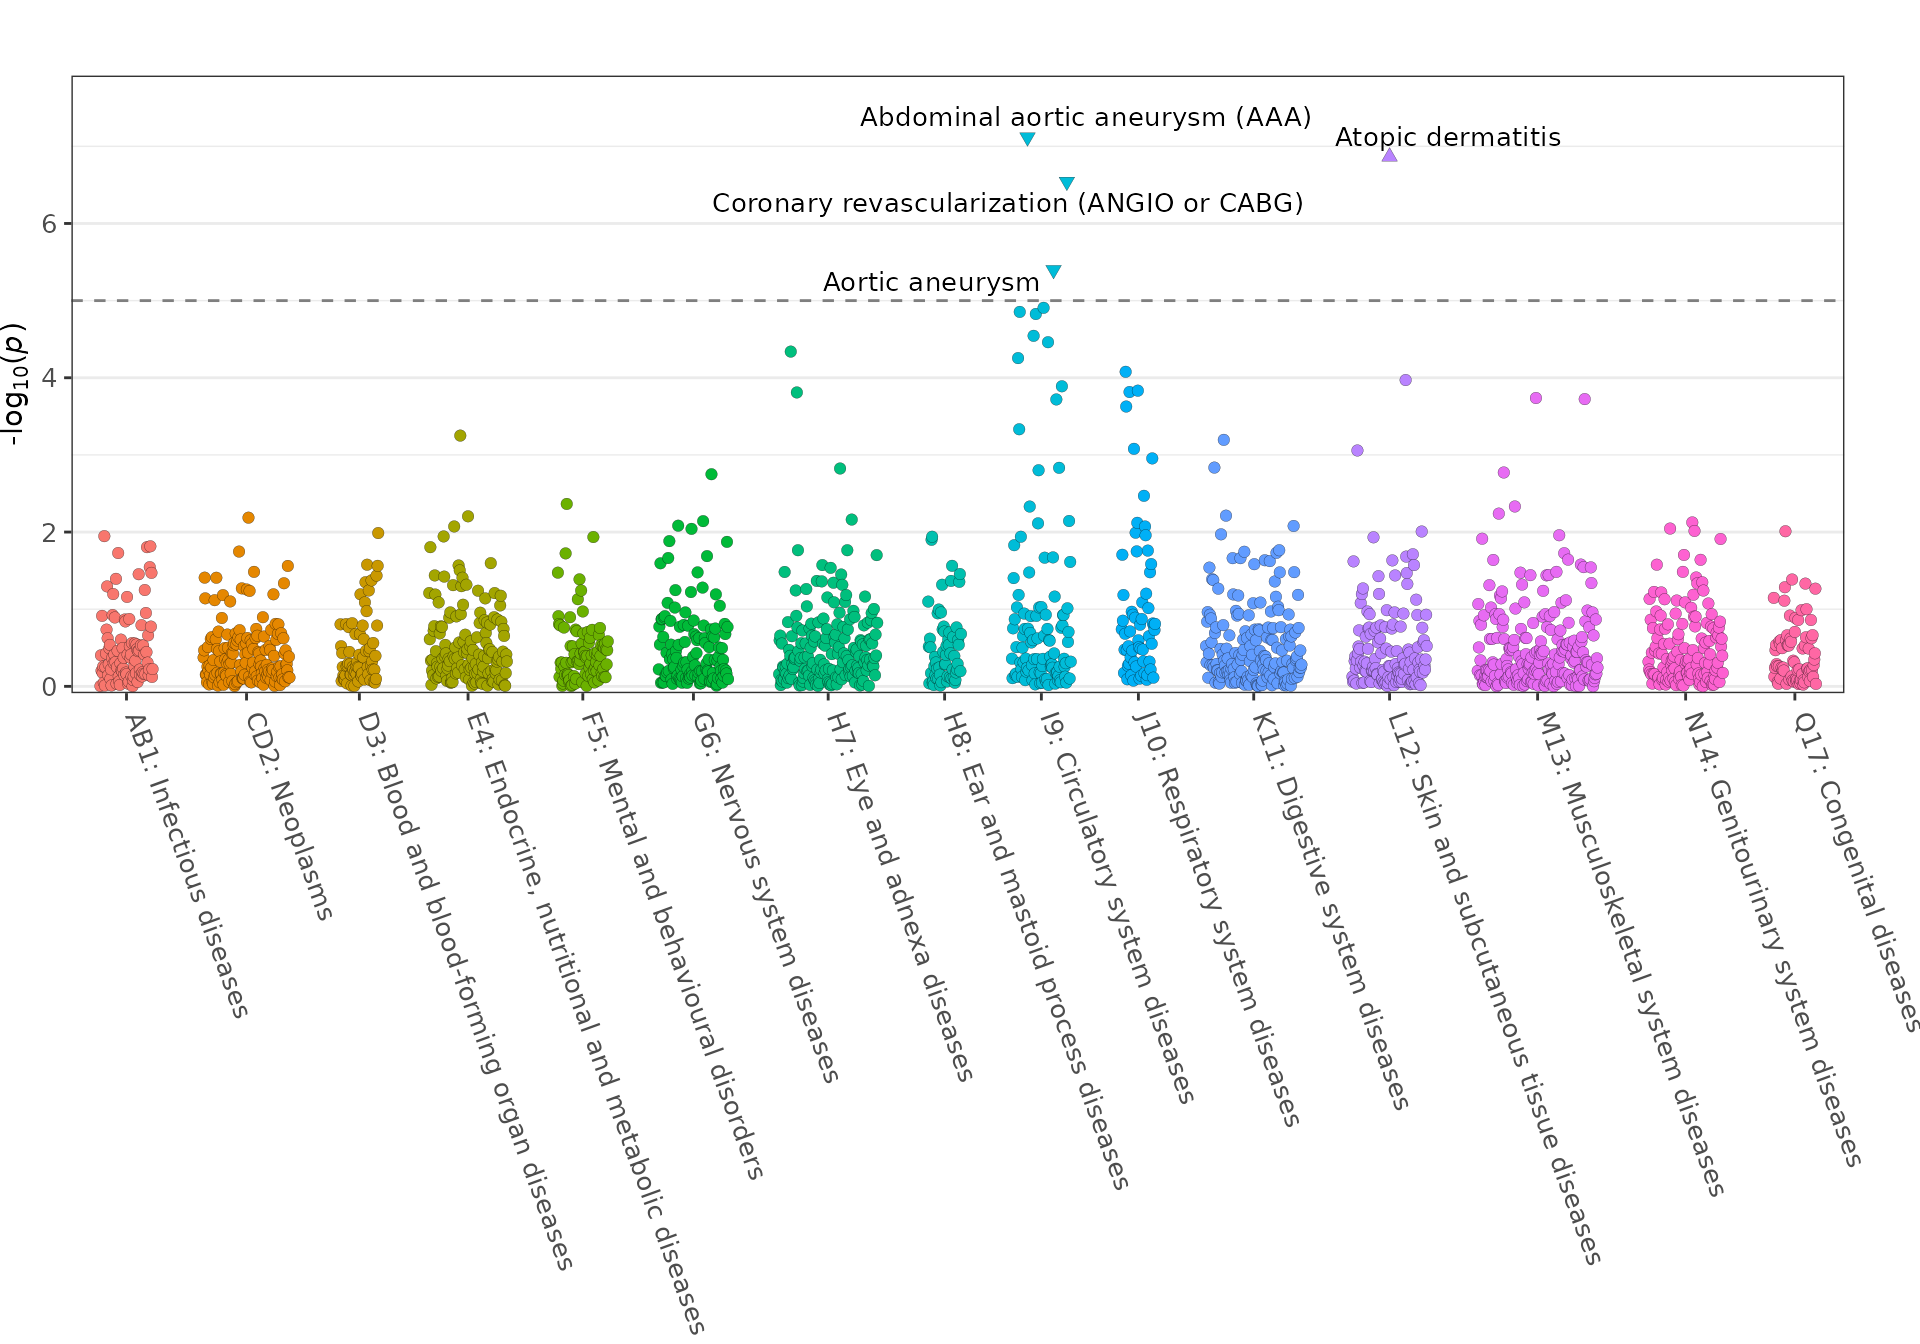 Abdominal aortic aneurysm (AAA)
Atopic dermatitis
Coronary revascularization (ANGIO or CABG)
Aortic aneurysm
-log10(p)
6
4
2
0
AB1: Infectious diseases
CD2: Neoplasms
D3: Blood and blood-forming organ diseases
E4: Endocrine, nutritional and metabolic diseases
F5: Mental and behavioural disorders
G6: Nervous system diseases
H7: Eye and adnexa diseases
H8: Ear and mastoid process diseases
I9: Circulatory system diseases
J10: Respiratory system diseases
K11: Digestive system diseases
L12: Skin and subcutaneous tissue diseases
M13: Musculoskeletal system diseases
N14: Genitourinary system diseases
Q17: Congenital diseases